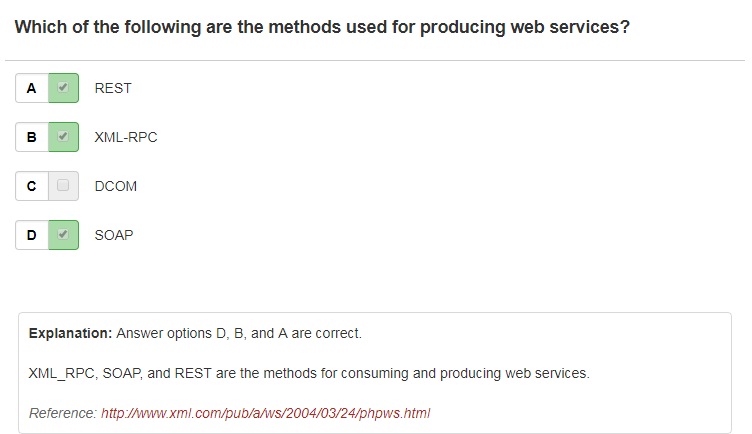 Which of the following are the methods used for producing web services?
A REST
B XML-RPC
C DCOM
D SOAP
Explanation: Answer options D, B, and A are correct.
XML_RPC, SOAP, and REST are the methods for consuming and producing web services.
Reference: http://www.xml.com/pub/a/ws/2004/03/24/phpws.html